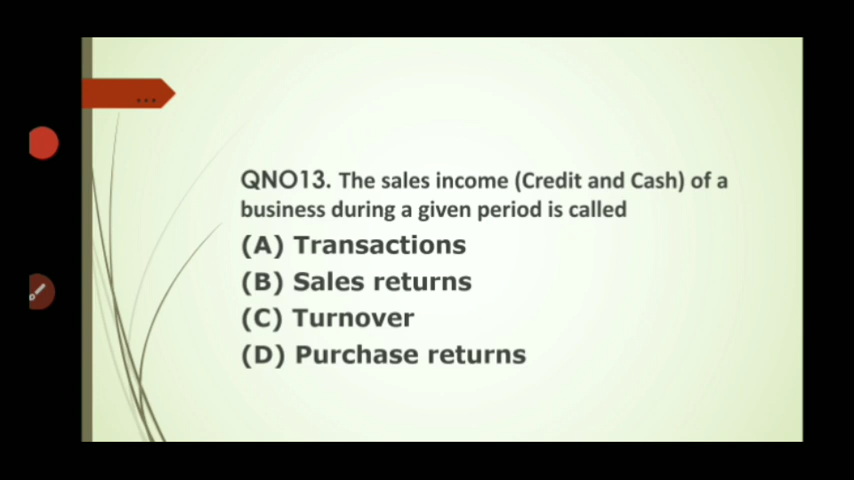 ...
QNO13. The sales income (Credit and Cash) of a
business during a given period is called
(A) Transactions
(B) Sales returns
(C) Turnover
(D) Purchase returns